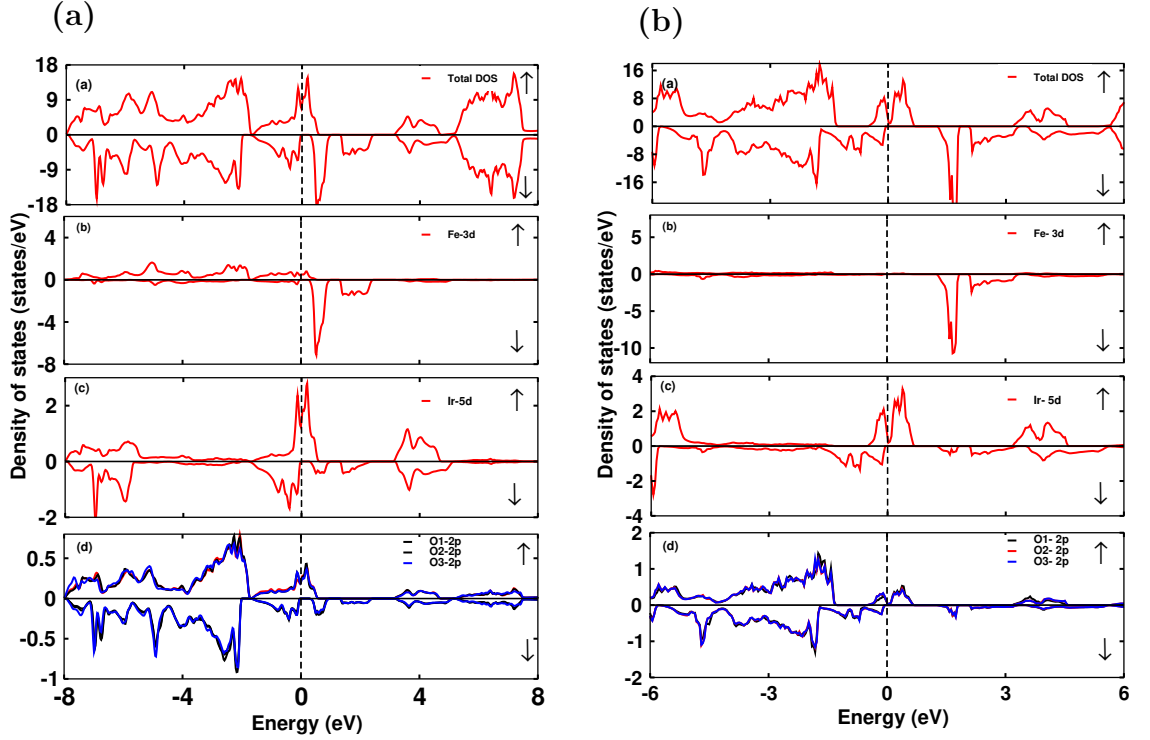 (a)
(b)
Density of states (states/eV)
(a)
Total DOS
↑
↓
18
9
0
-9
-18
(b)
Fe-3d
↑
↓
4
0
-4
-8
(c)
Ir-5d
↑
↓
2
0
-2
(d)
O1-2p
O2-2p
O3-2p
↑
↓
0.5
0
-0.5
-1
-8 -4 0 4 8
Energy (eV)
Density of states (states/eV)
(a)
Total DOS
↑
↓
16
8
0
-8
-16
(b)
Fe- 3d
↑
↓
5
0
-5
-10
(c)
Ir- 5d
↑
↓
4
2
0
-2
-4
(d)
O1- 2p
O2- 2p
O3- 2p
↑
↓
2
1
0
-1
-2
-6 -3 0 3 6
Energy (eV)